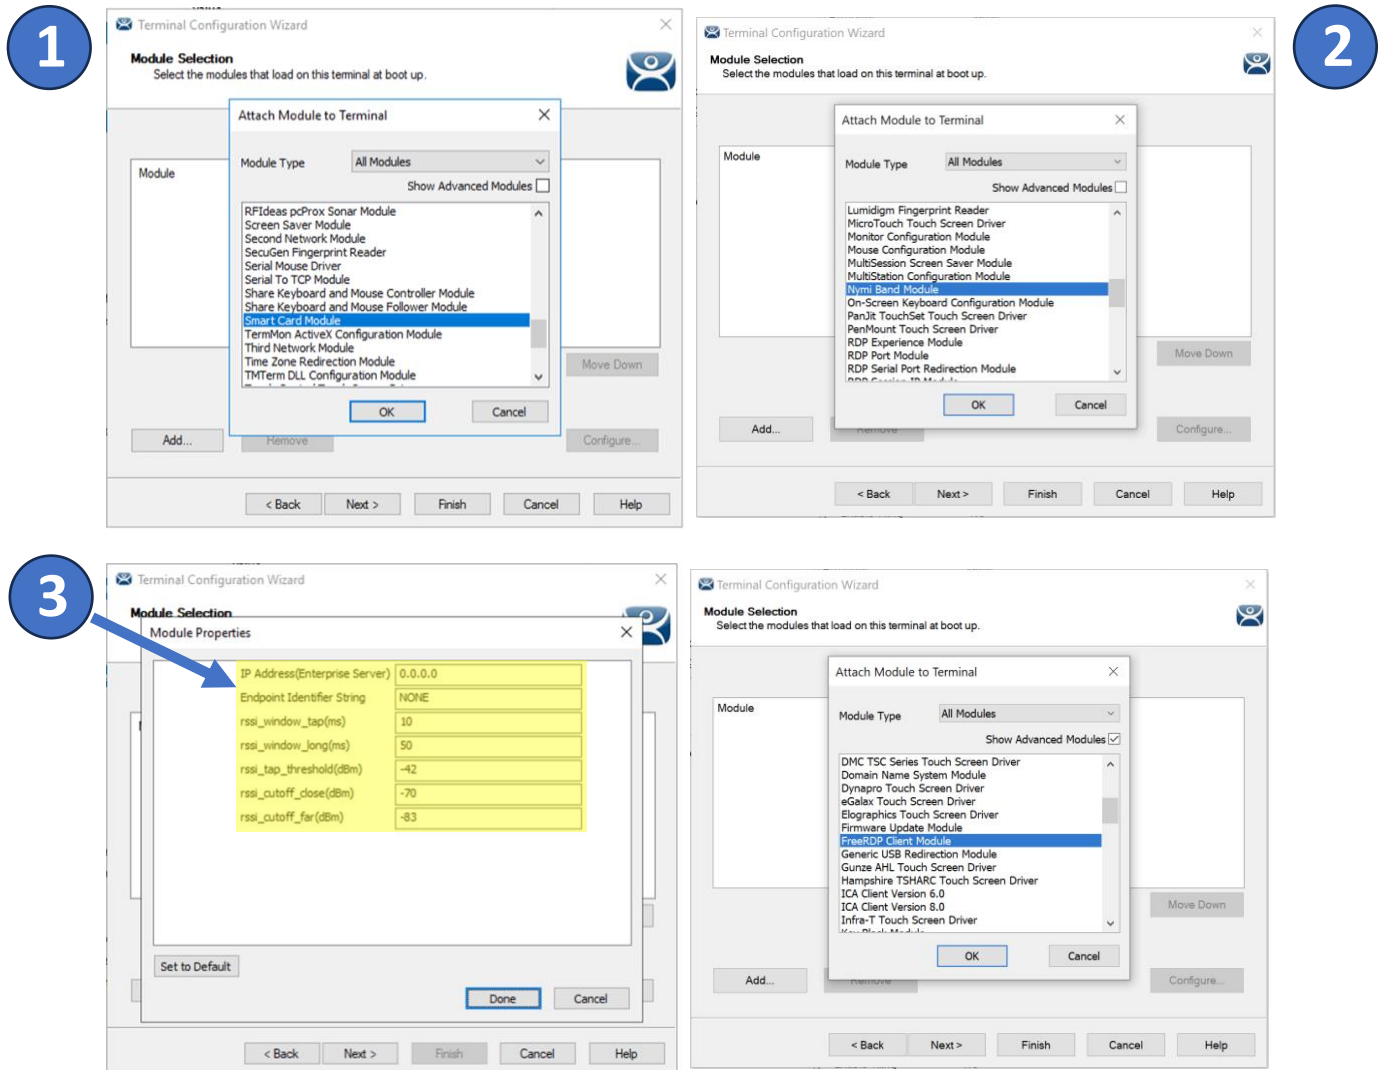 1
Terminal Configuration Wizard
Module Selection
Select the modules that load on this terminal at boot up.
Attach Module to Terminal
Module Type
All Modules
Show Advanced Modules
Module
RFIdeas pcProx Sonar Module
Screen Saver Module
Second Network Module
SecuGen Fingerprint Reader
Serial Mouse Driver
Serial To TCP Module
Share Keyboard and Mouse Controller Module
Share Keyboard and Mouse Follower Module
Smart Card Module
TermMon ActiveX Configuration Module
Third Network Module
Time Zone Redirection Module
TMTerm DLL Configuration Module
Move Down
OK
Cancel
Add...
Remove
Configure...
< Back
Next >
Finish
Cancel
Help
2
Terminal Configuration Wizard
Module Selection
Select the modules that load on this terminal at boot up.
Attach Module to Terminal
Module
Module Type
All Modules
Show Advanced Modules
Lumidigm Fingerprint Reader
MicroTouch Touch Screen Driver
Monitor Configuration Module
Mouse Configuration Module
MultiSession Screen Saver Module
MultiStation Configuration Module
Nymi Band Module
On-Screen Keyboard Configuration Module
PanJit TouchSet Touch Screen Driver
PenMount Touch Screen Driver
RDP Experience Module
RDP Port Module
RDP Serial Port Redirection Module
Move Down
OK
Cancel
Add...
Remove
Configure...
< Back
Next >
Finish
Cancel
Help
3
Terminal Configuration Wizard
Module Selection
Module Properties
IP Address(Enterprise Server) 0.0.0.0
Endpoint Identifier String NONE
rssi_window_tap(ms) 10
rssi_window_long(ms) 50
rssi_tap_threshold(dBm) -42
rssi_cutoff_close(dBm) -70
rssi_cutoff_far(dBm) -83
Set to Default
Done
Cancel
< Back
Next >
Finish
Cancel
Help
Terminal Configuration Wizard
Module Selection
Select the modules that load on this terminal at boot up.
Attach Module to Terminal
Module
Module Type
All Modules
Show Advanced Modules
DMC TSC Series Touch Screen Driver
Domain Name System Module
Dynapro Touch Screen Driver
eGalax Touch Screen Driver
Elographics Touch Screen Driver
Firmware Update Module
FreeRDP Client Module
Generic USB Redirection Module
Gunze AHL Touch Screen Driver
Hampshire TSHARC Touch Screen Driver
ICA Client Version 6.0
ICA Client Version 8.0
Infra-T Touch Screen Driver
Move Down
OK
Cancel
Add...
Remove
Configure...
< Back
Next >
Finish
Cancel
Help